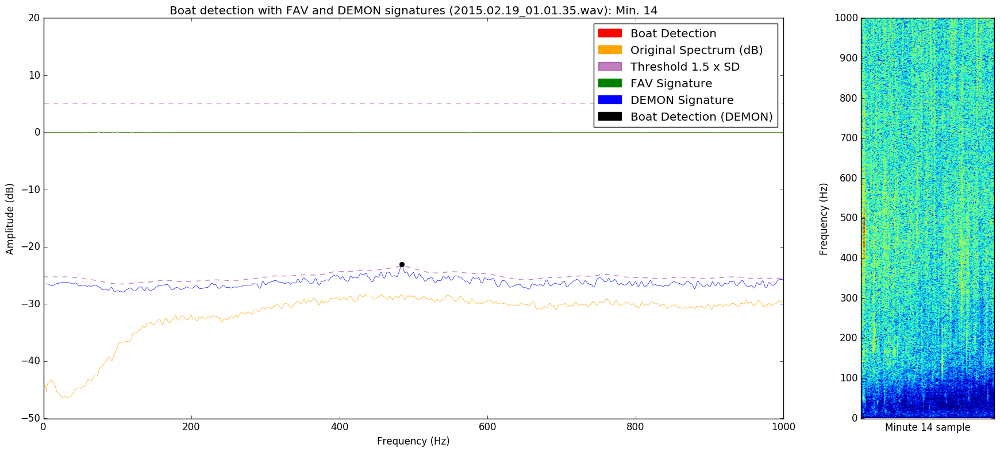 Boat detection with FAV and DEMON signatures (2015.02.19_01.01.35.wav): Min. 14
Boat Detection
Original Spectrum (dB)
Threshold 1.5 x SD
FAV Signature
DEMON Signature
Boat Detection (DEMON)
Amplitude (dB)
20
10
0
−10
−20
−30
−40
−50
0
200
400
600
800
1000
Frequency (Hz)
Frequency (Hz)
1000
900
800
700
600
500
400
300
200
100
0
Minute 14 sample